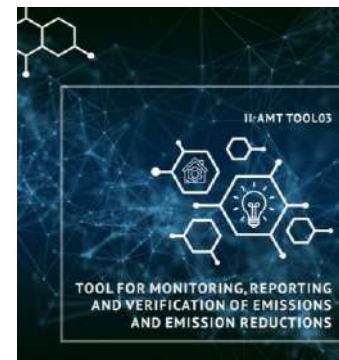 II-AMT TOOL03
TOOL FOR MONITORING, REPORTING
AND VERIFICATION OF EMISSIONS
AND EMISSION REDUCTIONS